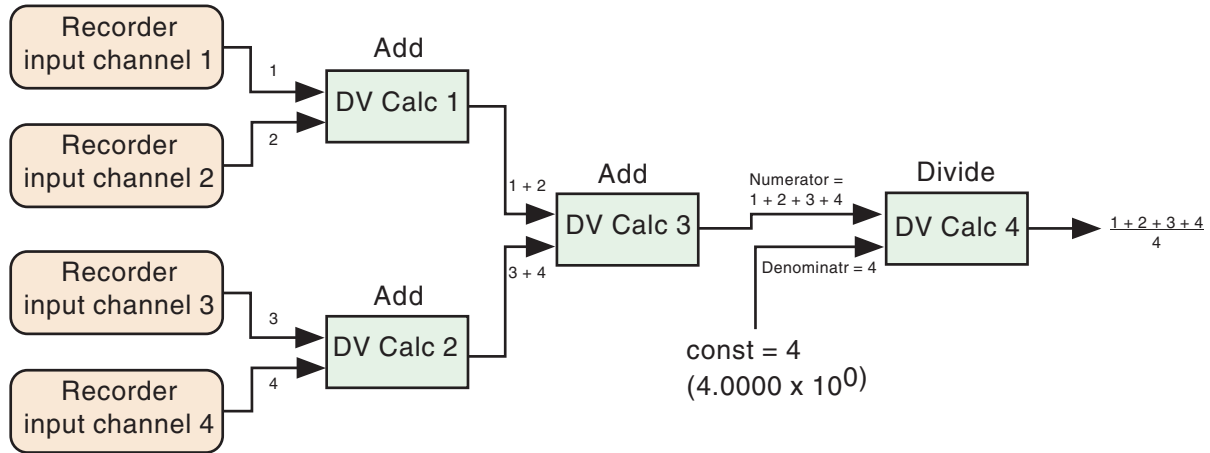 Recorder
input channel 1
1
Add
DV Calc 1
Recorder
input channel 2
2
1 + 2
Add
DV Calc 3
Numerator =
1 + 2 + 3 + 4
Divide
DV Calc 4
1 + 2 + 3 + 4
4
Denominatr = 4
3 + 4
Recorder
input channel 3
3
Add
DV Calc 2
Recorder
input channel 4
4
const = 4
(4.0000 x 10⁰)